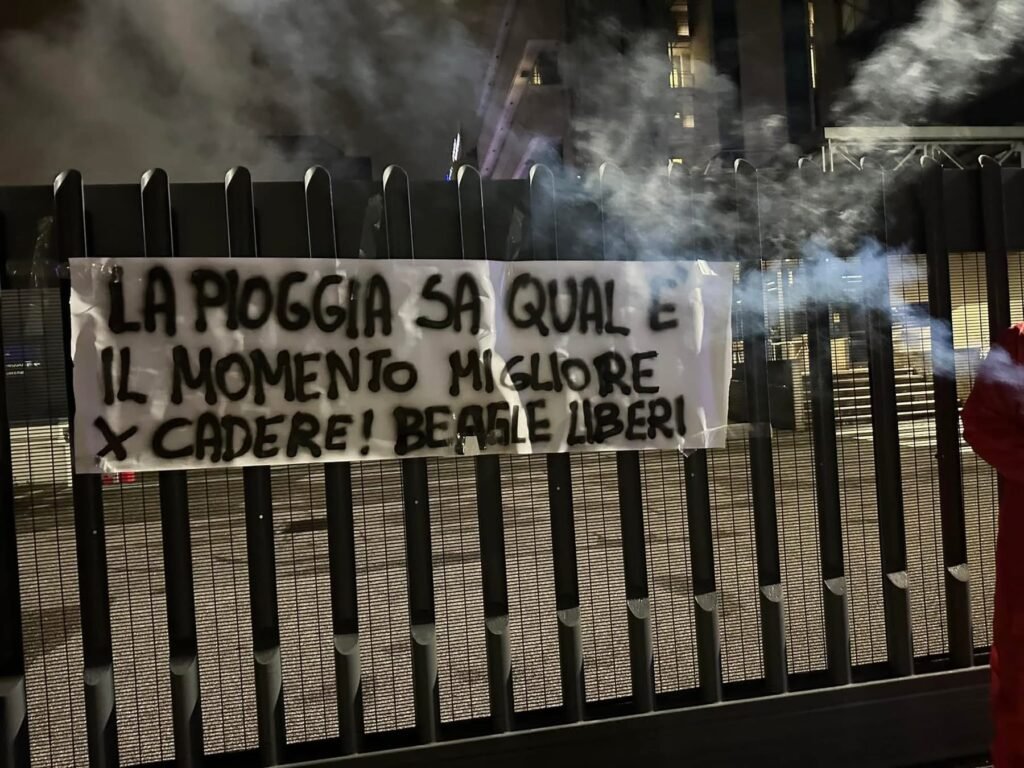 LA PIOGGIA SA QUAL È
IL MOMENTO MIGLIORE
X CADERE! BEAGLE LIBERI